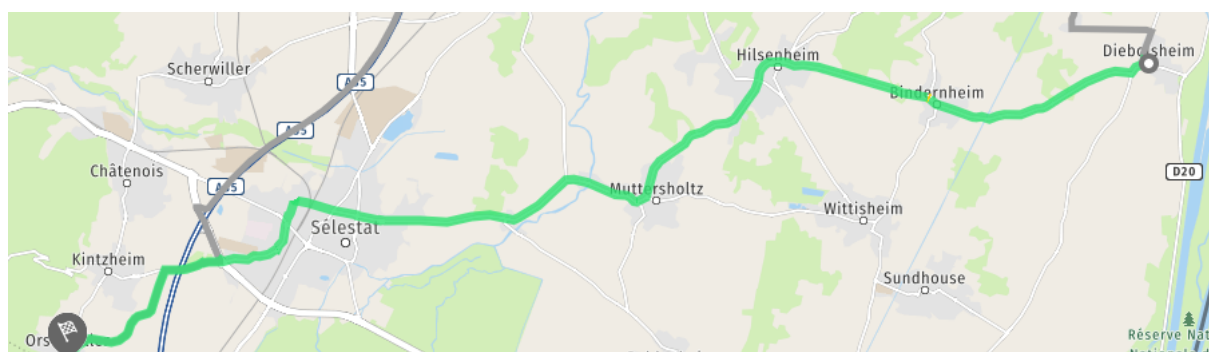 Diebolsheim
Hilsenheim
Scherwiller
A35
Bindernheim
A35
Châtenois
D20
A35
Muttersholtz
Wittisheim
Sélestat
Kintzheim
Sundhouse
Réserve Nat